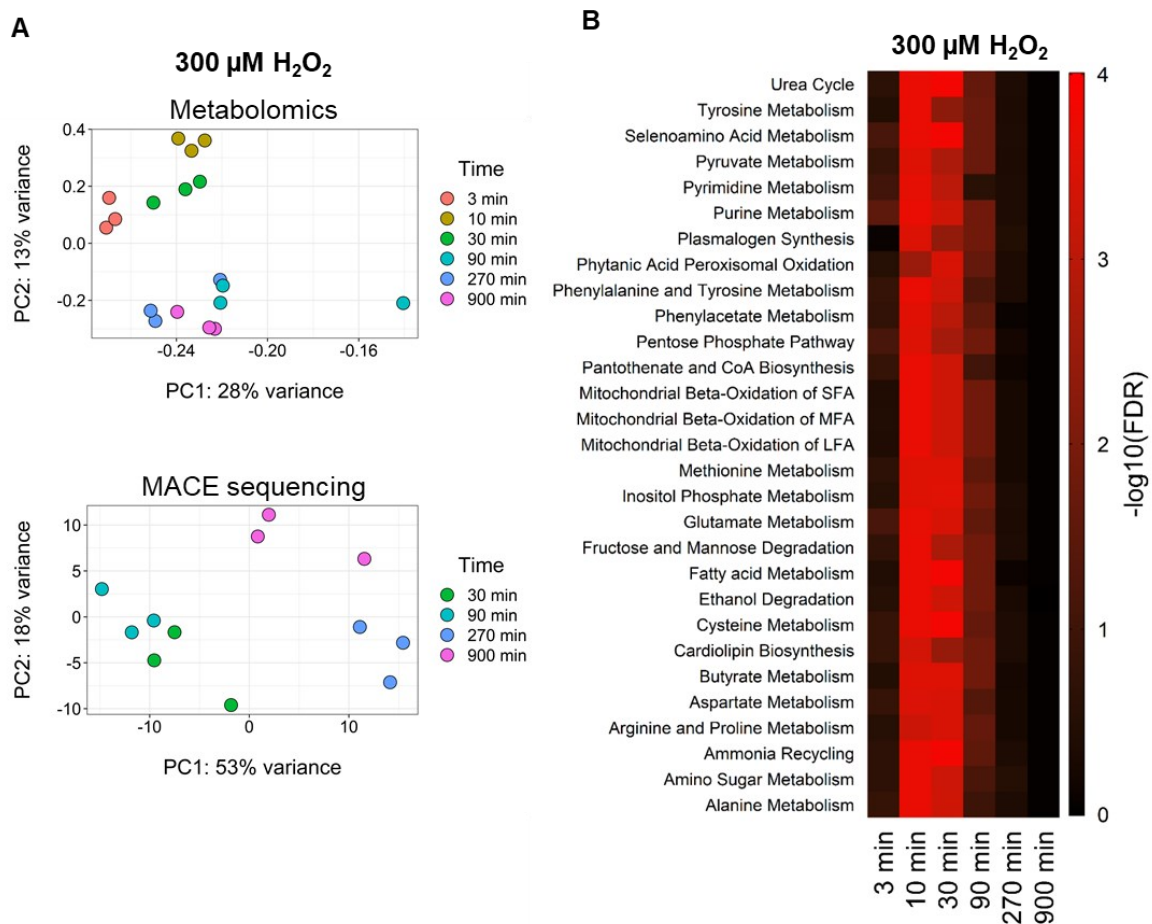 A
300 µM H₂O₂
Metabolomics
0.4
0.2
0.0
-0.2
PC2: 13% variance
-0.24
-0.20
-0.16
PC1: 28% variance
Time
3 min
10 min
30 min
90 min
270 min
900 min
MACE sequencing
10
5
0
-5
-10
PC2: 18% variance
-10
0
10
PC1: 53% variance
Time
30 min
90 min
270 min
900 min
B
300 µM H₂O₂
Urea Cycle
Tyrosine Metabolism
Selenoamino Acid Metabolism
Pyruvate Metabolism
Pyrimidine Metabolism
Purine Metabolism
Plasmalogen Synthesis
Phytanic Acid Peroxisomal Oxidation
Phenylalanine and Tyrosine Metabolism
Phenylacetate Metabolism
Pentose Phosphate Pathway
Pantothenate and CoA Biosynthesis
Mitochondrial Beta-Oxidation of SFA
Mitochondrial Beta-Oxidation of MFA
Mitochondrial Beta-Oxidation of LFA
Methionine Metabolism
Inositol Phosphate Metabolism
Glutamate Metabolism
Fructose and Mannose Degradation
Fatty acid Metabolism
Ethanol Degradation
Cysteine Metabolism
Cardiolipin Biosynthesis
Butyrate Metabolism
Aspartate Metabolism
Arginine and Proline Metabolism
Ammonia Recycling
Amino Sugar Metabolism
Alanine Metabolism
3 min
10 min
30 min
90 min
270 min
900 min
4
3
2
1
0
-log10(FDR)